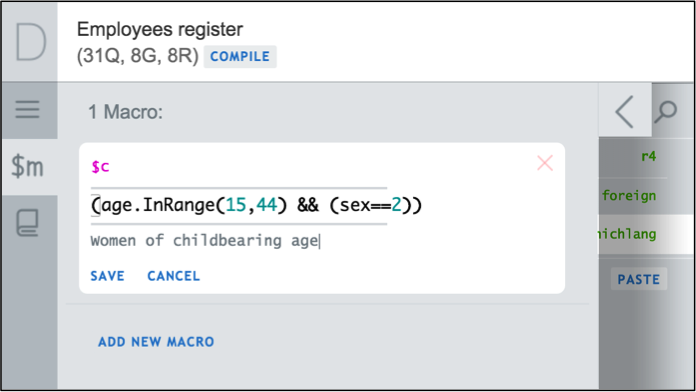 D
Employees register
(31Q, 8G, 8R) COMPILE
1 Macro:
$m
$c
(age.InRange(15,44) && (sex==2))
Women of childbearing age
SAVE CANCEL
ADD NEW MACRO
r4
foreign
ichlang
PASTE